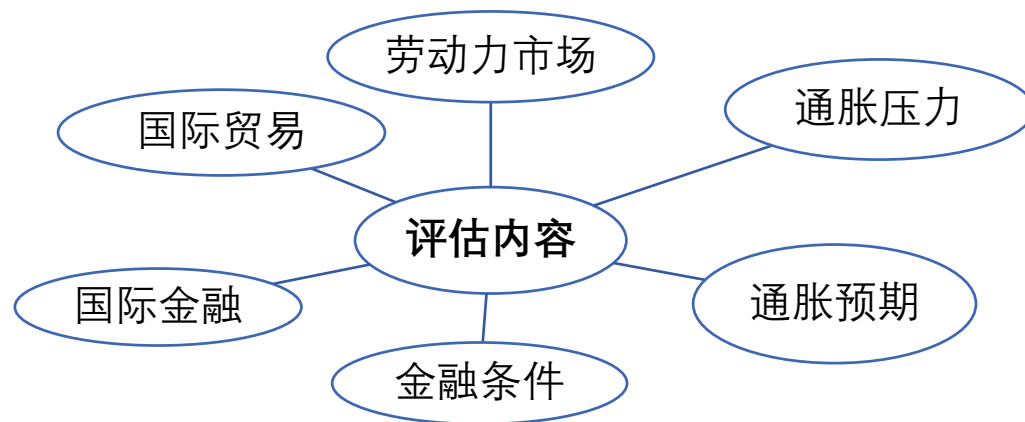 劳动力市场
国际贸易
通胀压力
评估内容
国际金融
通胀预期
金融条件